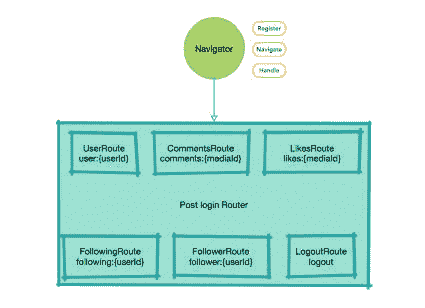 Navigator
Register
Navigate
Handle
UserRoute
user:{userId}
CommentsRoute
comments:{mediaId}
LikesRoute
likes:{mediaId}
Post login Router
FollowingRoute
following:{userId}
FollowerRoute
follower:{userId}
LogoutRoute
logout